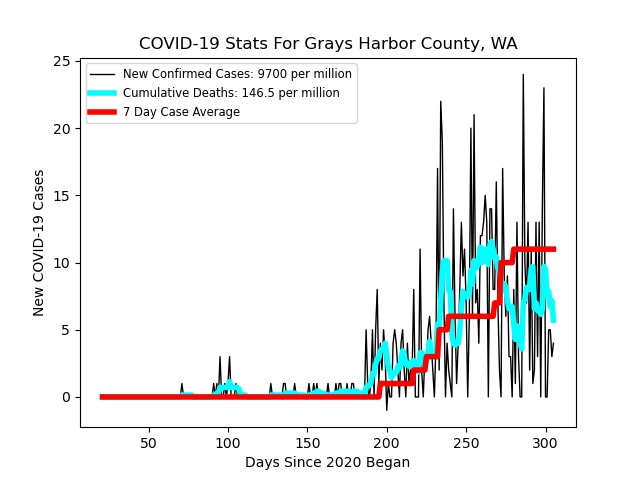 COVID-19 Stats For Grays Harbor County, WA
New Confirmed Cases: 9700 per million
Cumulative Deaths: 146.5 per million
7 Day Case Average
New COVID-19 Cases
25
20
15
10
5
0
50 100 150 200 250 300
Days Since 2020 Began